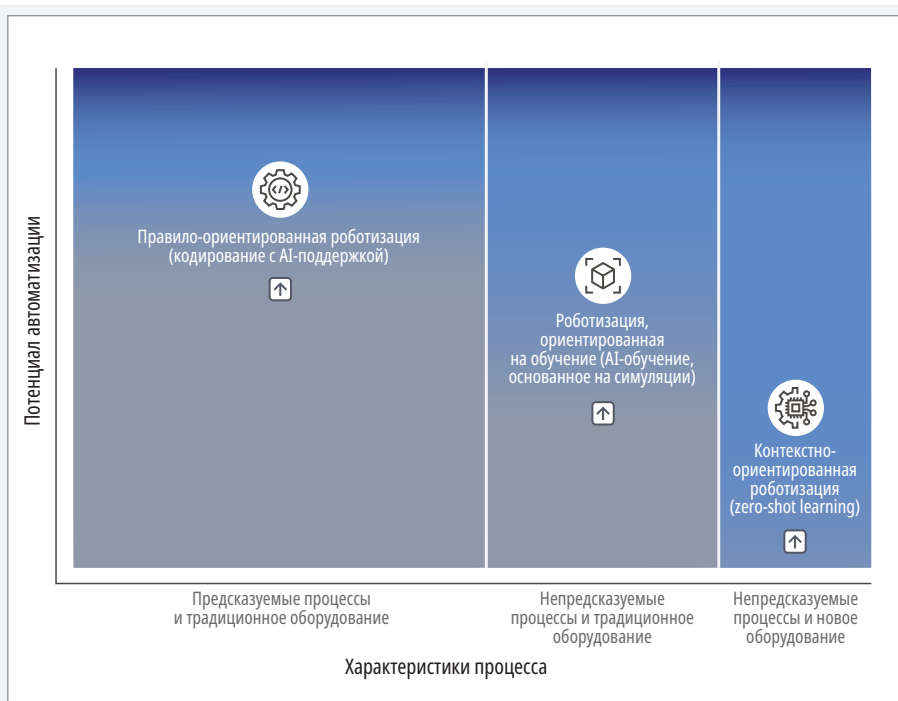 Потенциал автоматизации
Правило-ориентированная роботизация
(кодирование с AI-поддержкой)
Роботизация,
ориентированная
на обучение (AI-обучение,
основанное на симуляции)
Контекстно-
ориентированная
роботизация
(zero-shot learning)
Предсказуемые процессы
и традиционное оборудование
Непредсказуемые
процессы и традиционное
оборудование
Непредсказуемые
процессы и новое
оборудование
Характеристики процесса